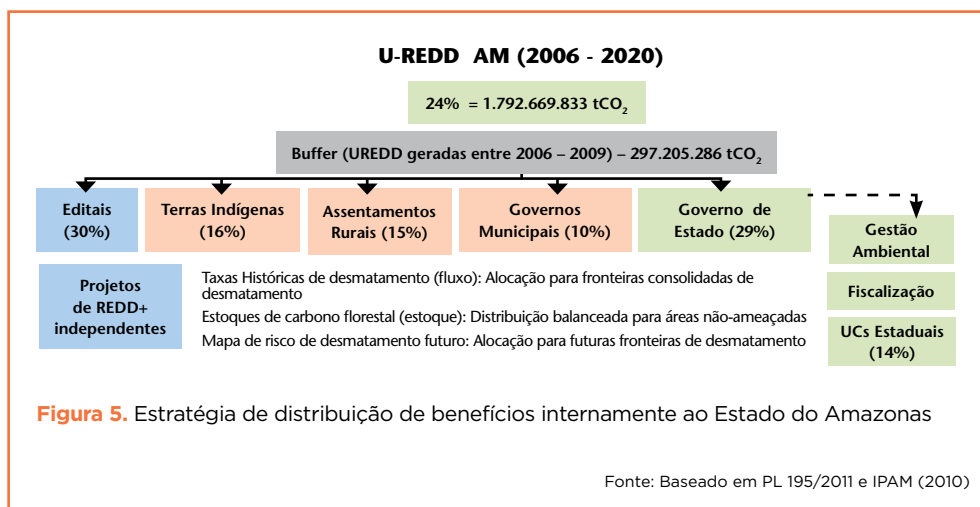 U-REDD AM (2006 - 2020)
24% = 1.792.669.833 tCO₂
Buffer (UREDD geradas entre 2006 – 2009) – 297.205.286 tCO₂
Editais
(30%)
Terras Indígenas
(16%)
Assentamentos
Rurais (15%)
Governos
Municipais (10%)
Governo de
Estado (29%)
Gestão
Ambiental
Fiscalização
UCs Estaduais
(14%)
Projetos
de REDD+
independentes
Taxas Históricas de desmatamento (fluxo): Alocação para fronteiras consolidadas de
desmatamento
Estoques de carbono florestal (estoque): Distribuição balanceada para áreas não-ameaçadas
Mapa de risco de desmatamento futuro: Alocação para futuras fronteiras de desmatamento
Figura 5. Estratégia de distribuição de benefícios internamente ao Estado do Amazonas
Fonte: Baseado em PL 195/2011 e IPAM (2010)